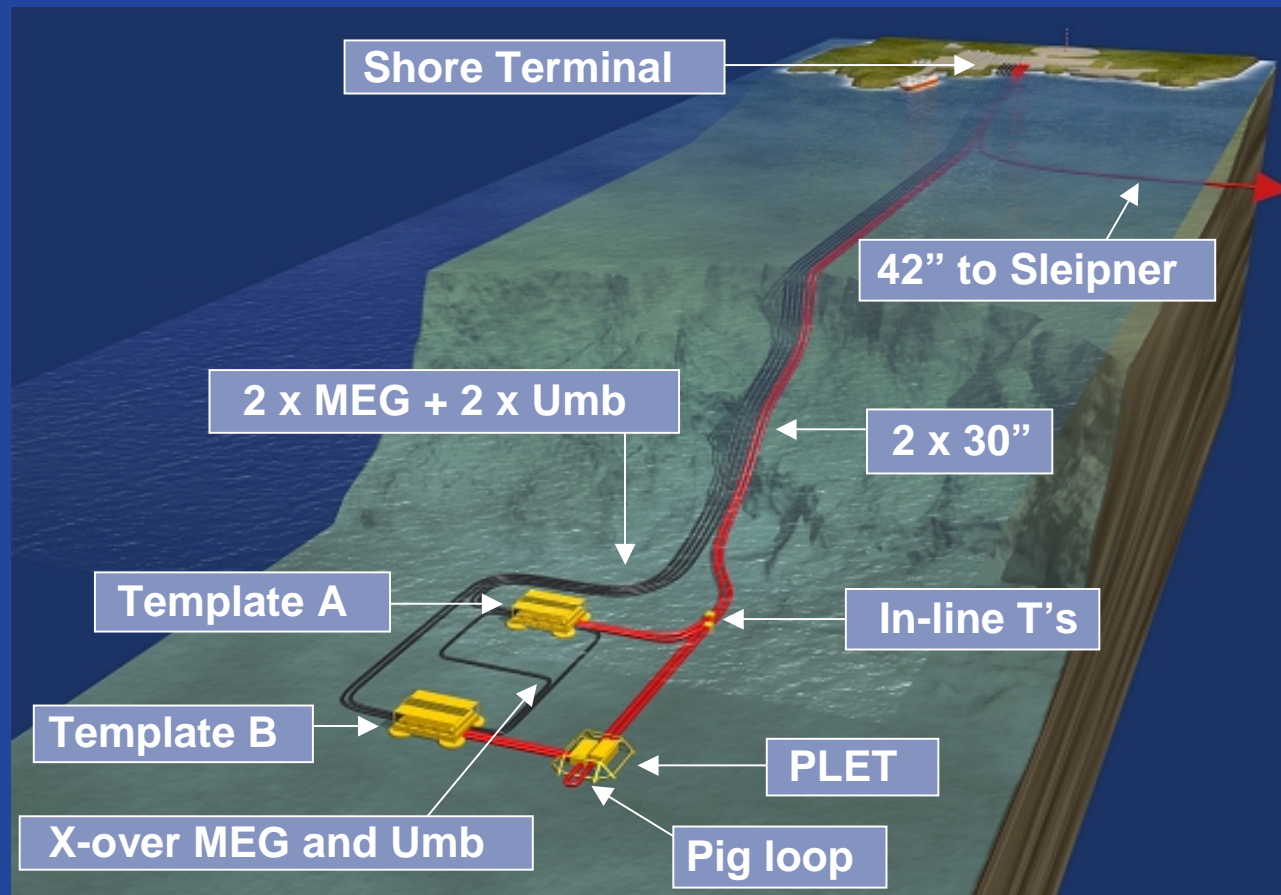 Shore Terminal
42” to Sleipner
2 x MEG + 2 x Umb
2 x 30”
Template A
In-line T’s
Template B
PLET
X-over MEG and Umb
Pig loop